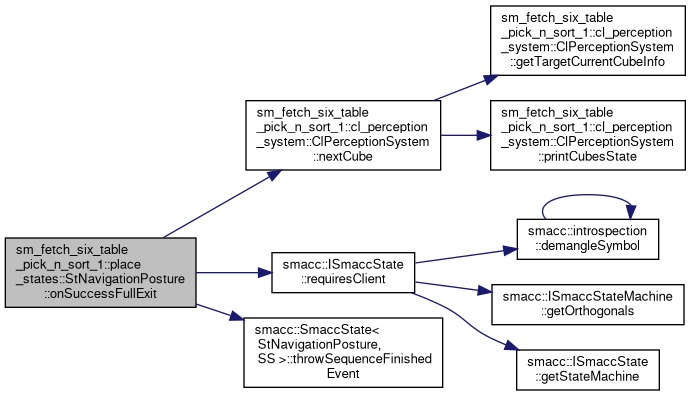 sm_fetch_six_table
_pick_n_sort_1::place
_states::StNavigationPosture
::onSuccessFullExit
sm_fetch_six_table
_pick_n_sort_1::cl_perception
_system::ClPerceptionSystem
::nextCube
sm_fetch_six_table
_pick_n_sort_1::cl_perception
_system::ClPerceptionSystem
::getTargetCurrentCubeInfo
sm_fetch_six_table
_pick_n_sort_1::cl_perception
_system::ClPerceptionSystem
::printCubesState
smacc::ISmaccState
::requiresClient
smacc::introspection
::demangleSymbol
smacc::ISmaccStateMachine
::getOrthogonals
smacc::ISmaccState
::getStateMachine
smacc::SmaccState<
StNavigationPosture,
SS >::throwSequenceFinished
Event